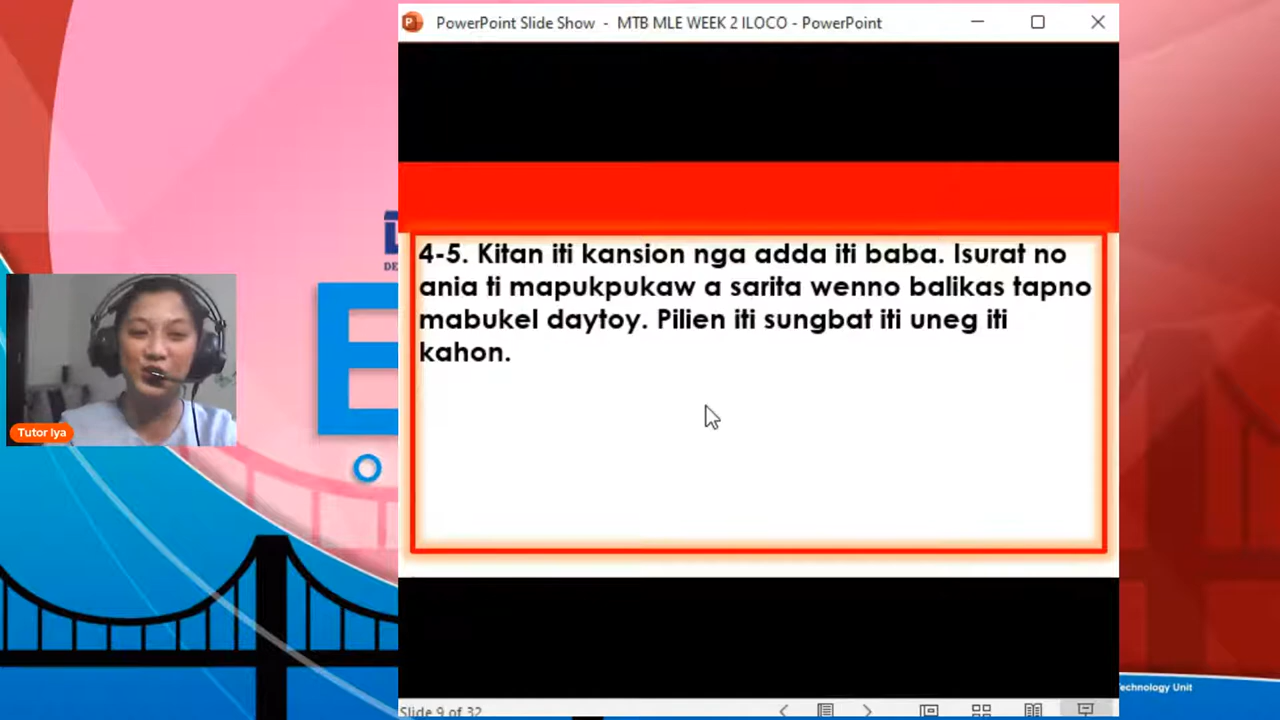 PowerPoint Slide Show - MTB MLE WEEK 2 ILOCO - PowerPoint
4-5. Kitan iti kansion nga adda iti baba. Isurat no
ania ti mapukpukaw a sarita wenno balikas tapno
mabukel daytoy. Pilien iti sungbat iti uneg iti
kahon.
Tutor Iya
E
Technology Unit
Slide 9 of 32